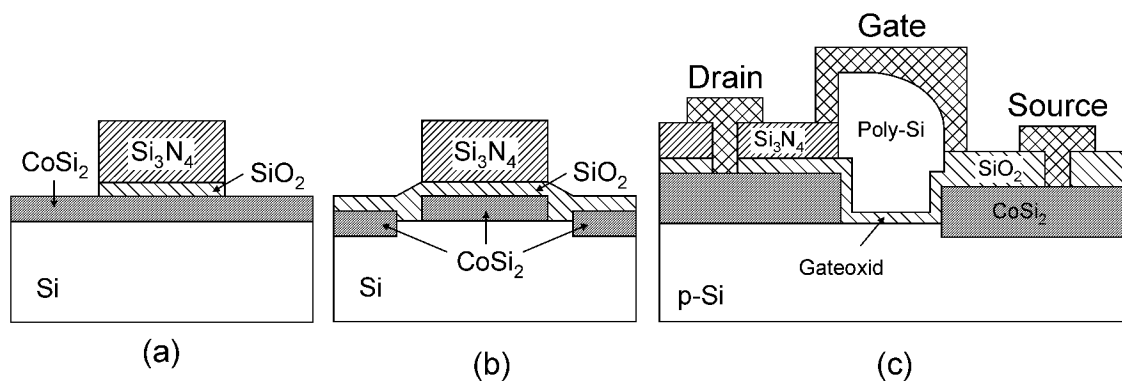 CoSi2
Si3N4
SiO2
Si
(a)
Si3N4
SiO2
CoSi2
Si
(b)
Gate
Drain
Source
Poly-Si
Si3N4
SiO2
CoSi2
Gateoxid
p-Si
(c)